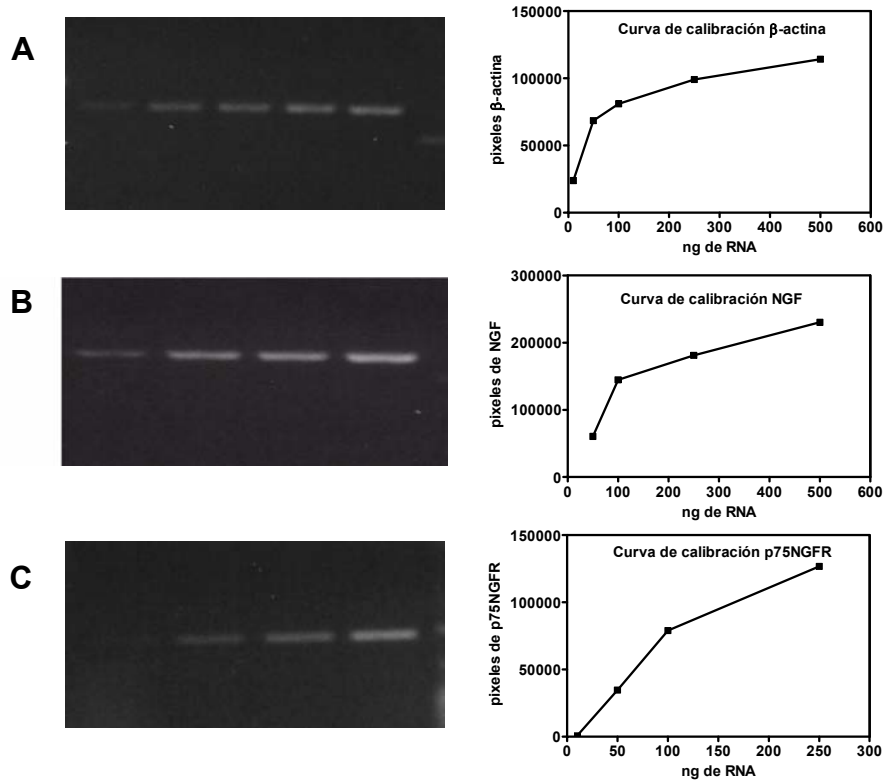 A
Curva de calibración β-actina
pixeles β-actina
150000
100000
50000
0
0 100 200 300 400 500 600
ng de RNA
B
Curva de calibración NGF
pixeles de NGF
300000
200000
100000
0
0 100 200 300 400 500 600
ng de RNA
C
Curva de calibración p75NGFR
pixeles de p75NGFR
150000
100000
50000
0
0 50 100 150 200 250 300
ng de RNA